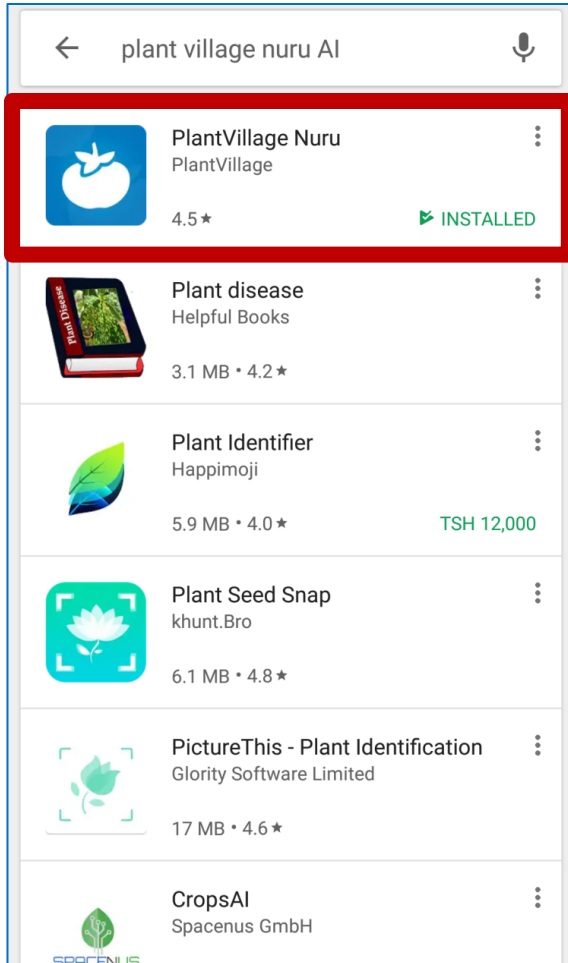 plant village nuru AI
PlantVillage Nuru
PlantVillage
4.5 ★
INSTALLED
Plant Disease
Plant disease
Helpful Books
3.1 MB • 4.2 ★
Plant Identifier
Happimoji
5.9 MB • 4.0 ★
TSH 12,000
Plant Seed Snap
khunt.Bro
6.1 MB • 4.8 ★
PictureThis - Plant Identification
Glority Software Limited
17 MB • 4.6 ★
CropsAI
Spacenus GmbH
SPACENUS